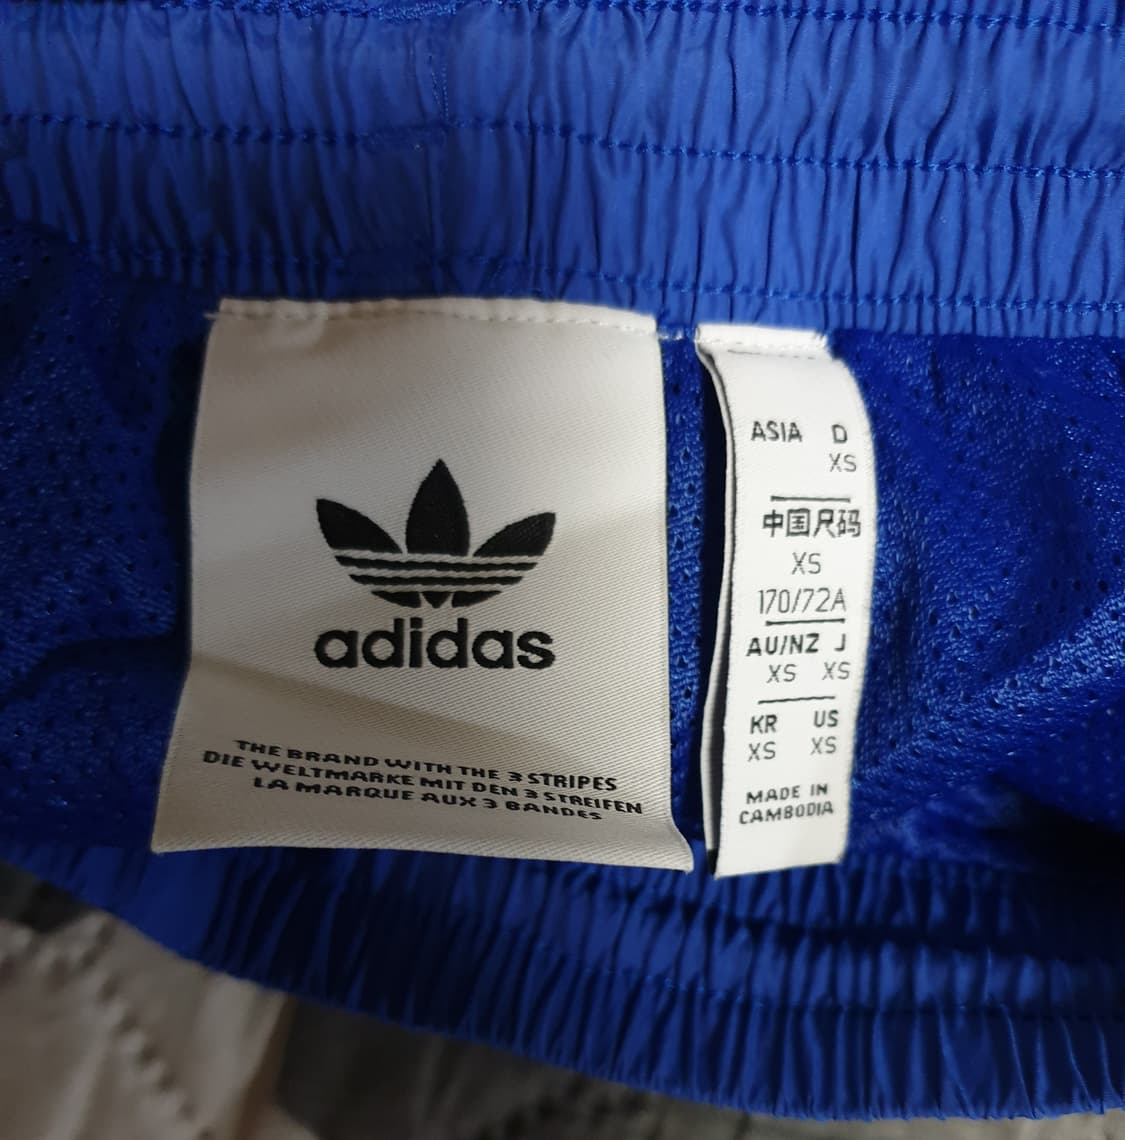 adidas
THE BRAND WITH THE 3 STRIPES
DIE WELTMARKE MIT DEN 3 STREIFEN
LA MARQUE AUX 3 BANDES
ASIA D
XS
中国尺码
XS
170/72A
AU/NZ J
XS XS
KR US
XS XS
MADE IN
CAMBODIA